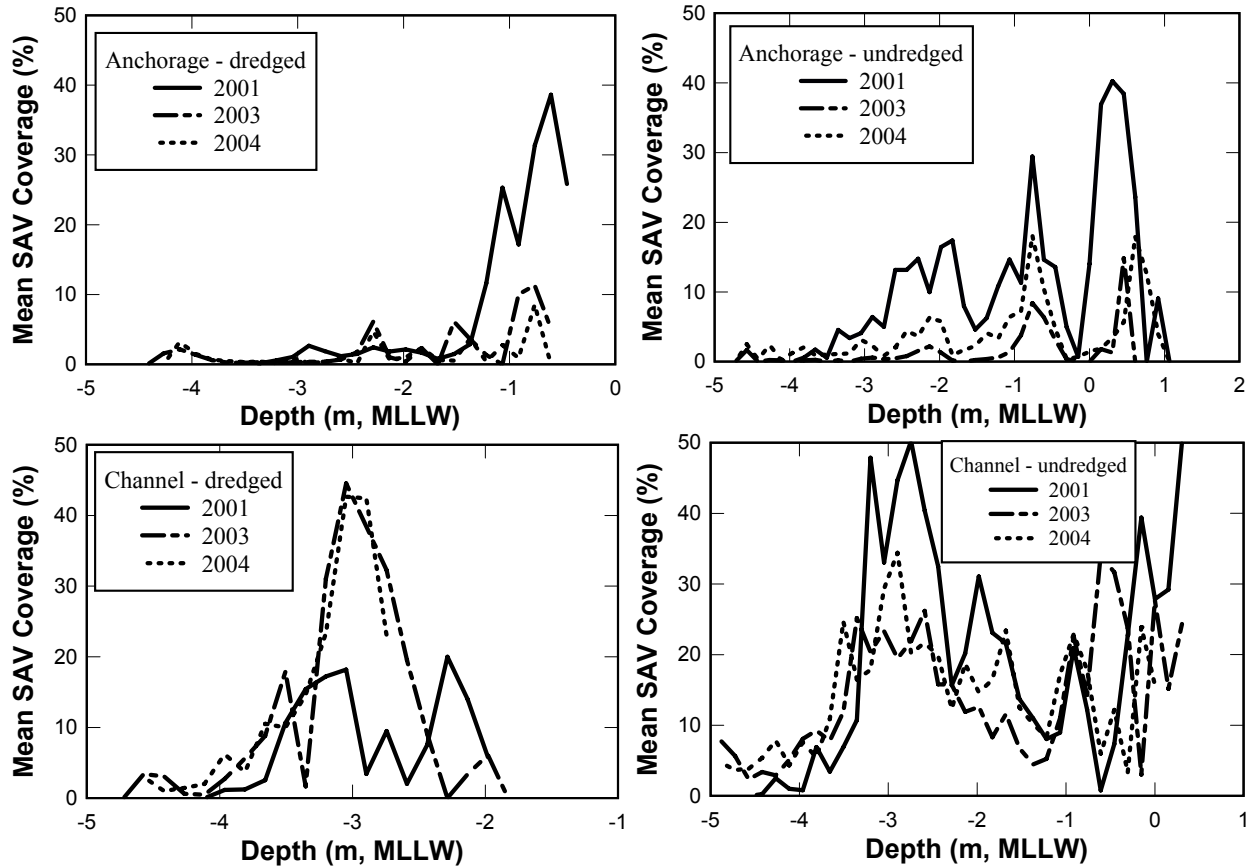 50
40
30
20
10
0
Mean SAV Coverage (%)
Anchorage - dredged
2001
2003
2004
-5 -4 -3 -2 -1 0
Depth (m, MLLW)
50
40
30
20
10
0
Mean SAV Coverage (%)
Anchorage - undredged
2001
2003
2004
-5 -4 -3 -2 -1 0 1 2
Depth (m, MLLW)
50
40
30
20
10
0
Mean SAV Coverage (%)
Channel - dredged
2001
2003
2004
-5 -4 -3 -2 -1
Depth (m, MLLW)
50
40
30
20
10
0
Mean SAV Coverage (%)
Channel - undredged
2001
2003
2004
-5 -4 -3 -2 -1 0 1
Depth (m, MLLW)